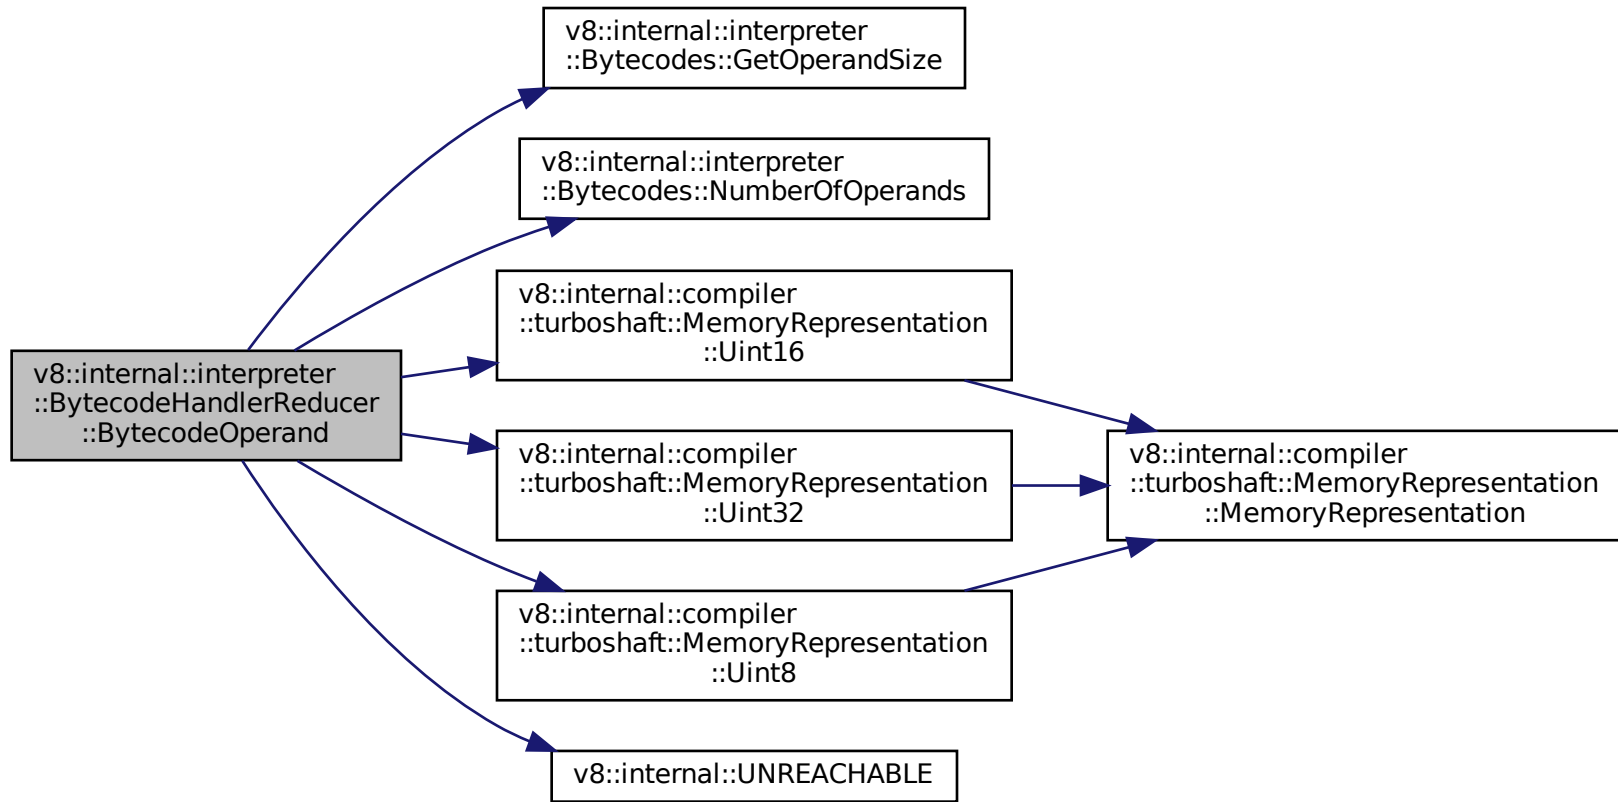 v8::internal::interpreter
::Bytecodes::GetOperandSize
v8::internal::interpreter
::Bytecodes::NumberOfOperands
v8::internal::compiler
::turboshaft::MemoryRepresentation
::Uint16
v8::internal::interpreter
::BytecodeHandlerReducer
::BytecodeOperand
v8::internal::compiler
::turboshaft::MemoryRepresentation
::Uint32
v8::internal::compiler
::turboshaft::MemoryRepresentation
::MemoryRepresentation
v8::internal::compiler
::turboshaft::MemoryRepresentation
::Uint8
v8::internal::UNREACHABLE